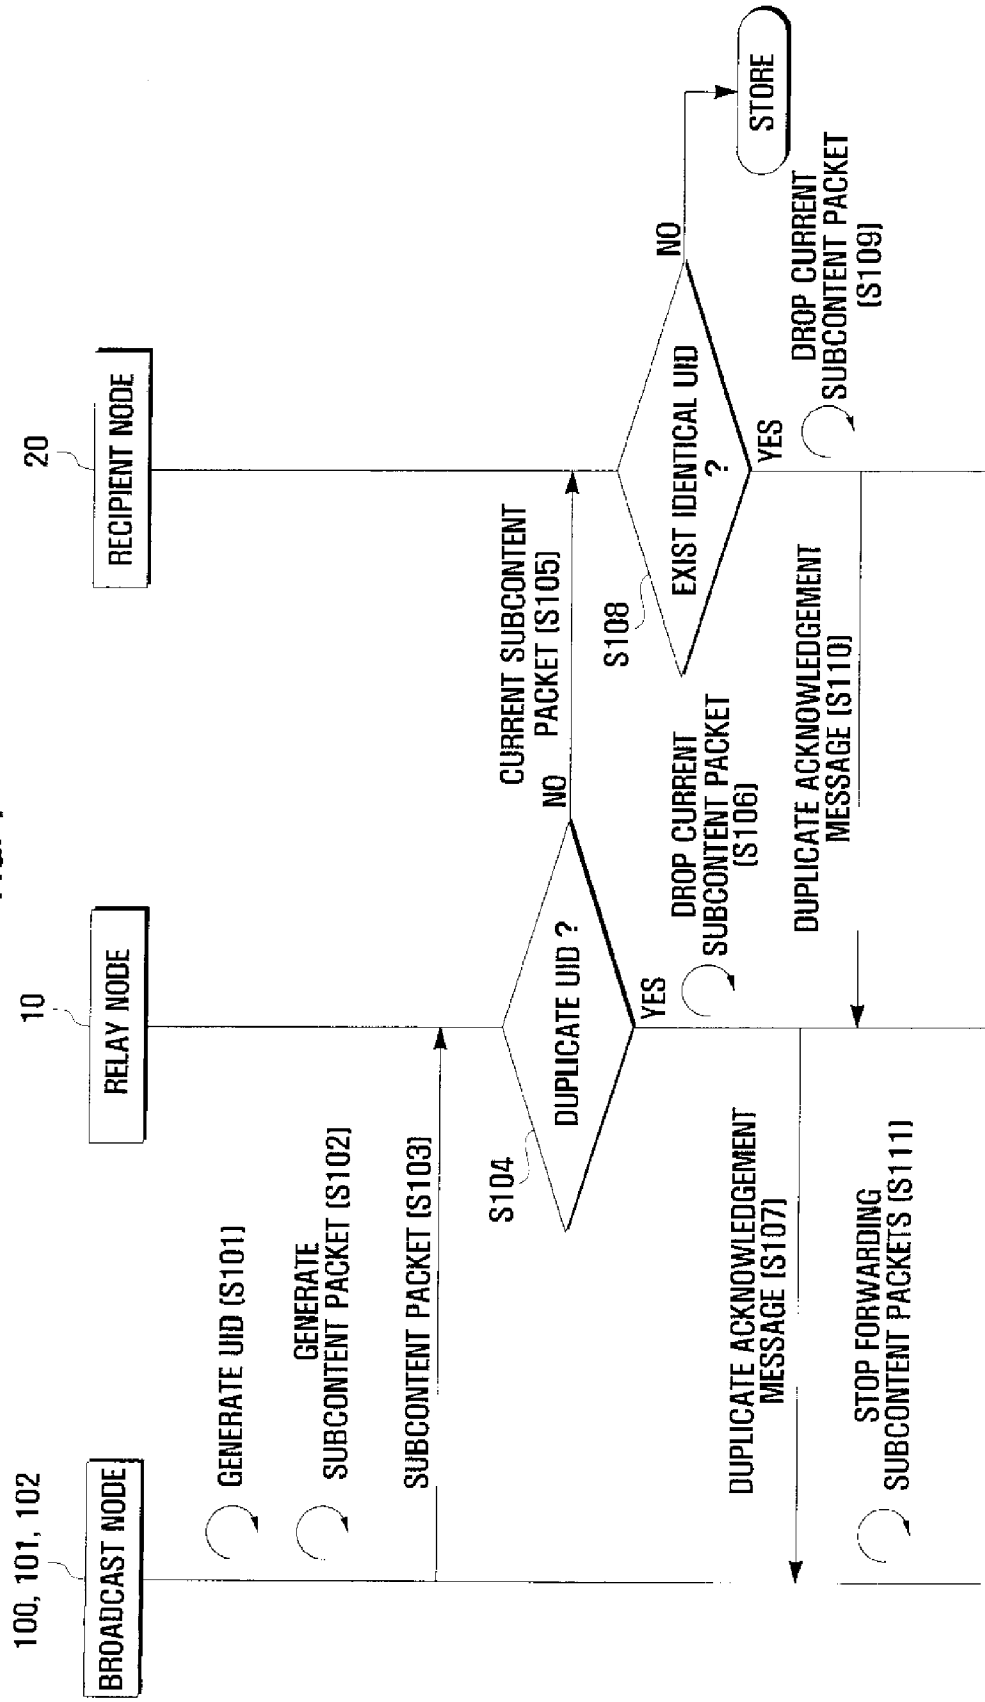 100, 101, 102
BROADCAST NODE
10
RELAY NODE
20
RECIPIENT NODE
GENERATE UID (S101)
GENERATE
SUBCONTENT PACKET (S102)
SUBCONTENT PACKET (S103)
S104
DUPLICATE UID ?
NO
YES
CURRENT SUBCONTENT
PACKET (S105)
DROP CURRENT
SUBCONTENT PACKET
(S106)
DUPLICATE ACKNOWLEDGEMENT
MESSAGE (S107)
S108
EXIST IDENTICAL UID
?
NO
STORE
YES
DROP CURRENT
SUBCONTENT PACKET
(S109)
DUPLICATE ACKNOWLEDGEMENT
MESSAGE (S110)
STOP FORWARDING
SUBCONTENT PACKETS (S111)